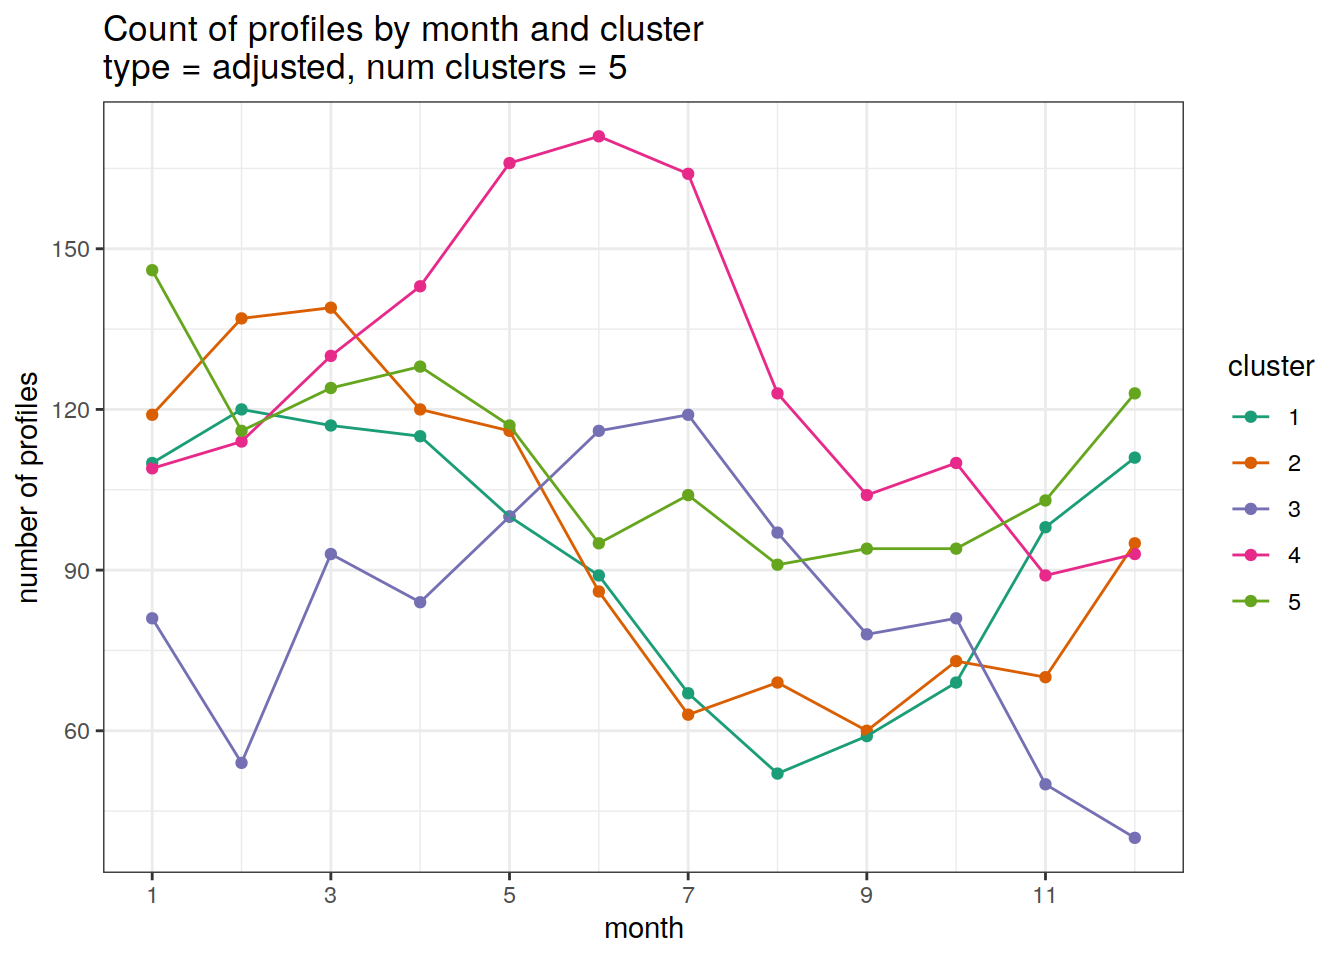 Count of profiles by month and cluster
type = adjusted, num clusters = 5
number of profiles
150
120
90
60
1 3 5 7 9 11
month
cluster
1
2
3
4
5